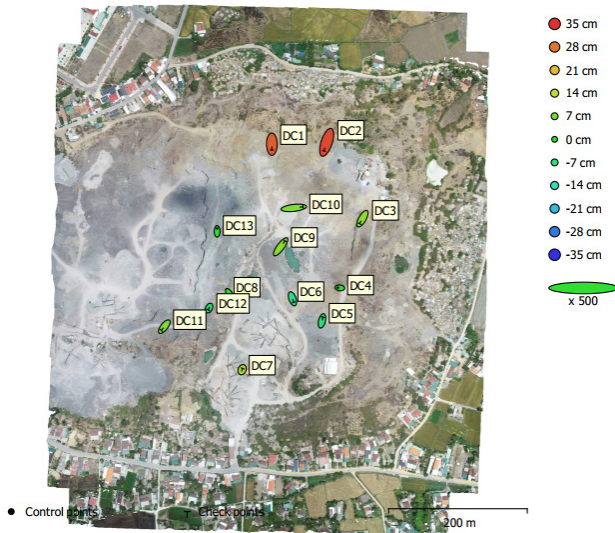 35 cm
28 cm
21 cm
14 cm
7 cm
0 cm
-7 cm
-14 cm
-21 cm
-28 cm
-35 cm
x 500
DC1
DC2
DC10
DC3
DC13
DC9
DC4
DC8
DC6
DC12
DC5
DC11
DC7
Control points
Check points
200 m